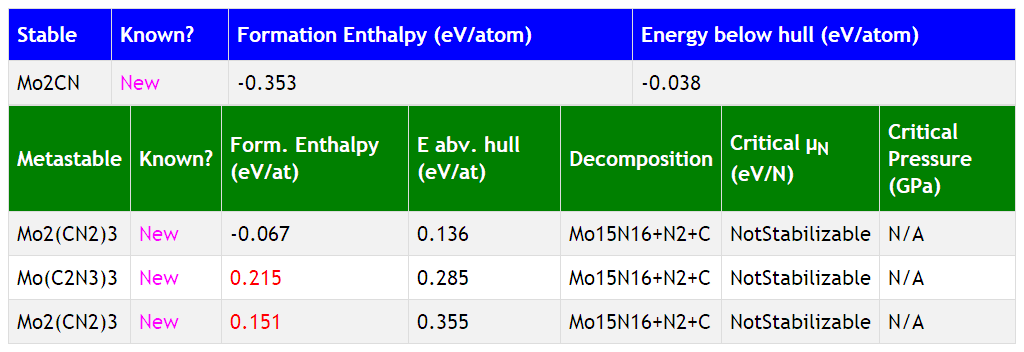 Stable Known? Formation Enthalpy (eV/atom) Energy below hull (eV/atom)
Mo2CN New -0.353 -0.038
Metastable Known? Form. Enthalpy (eV/at) E abv. hull (eV/at) Decomposition Critical μN (eV/N) Critical Pressure (GPa)
Mo2(CN2)3 New -0.067 0.136 Mo15N16+N2+C NotStabilizable N/A
Mo(C2N3)3 New 0.215 0.285 Mo15N16+N2+C NotStabilizable N/A
Mo2(CN2)3 New 0.151 0.355 Mo15N16+N2+C NotStabilizable N/A